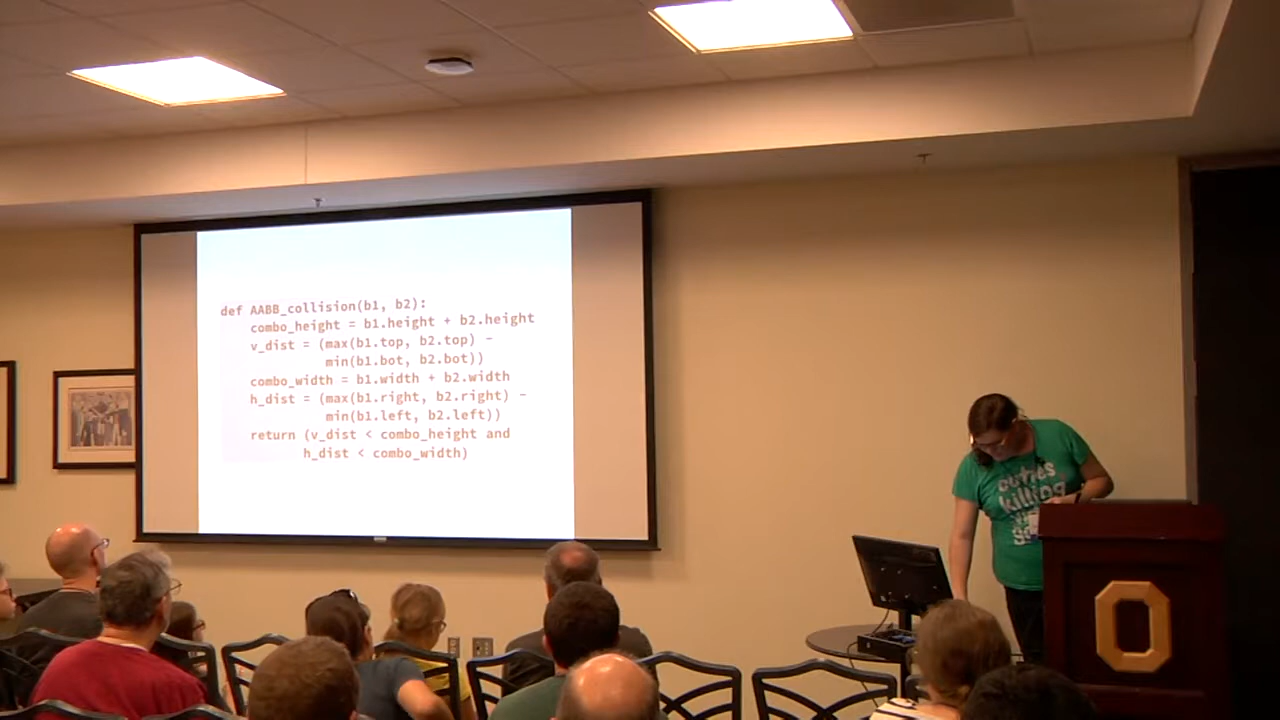 def AABB_collision(b1, b2):
combo_height = b1.height + b2.height
v_dist = (max(b1.top, b2.top) -
min(b1.bot, b2.bot))
combo_width = b1.width + b2.width
h_dist = (max(b1.right, b2.right) -
min(b1.left, b2.left))
return (v_dist < combo_height and
h_dist < combo_width)
killing
O